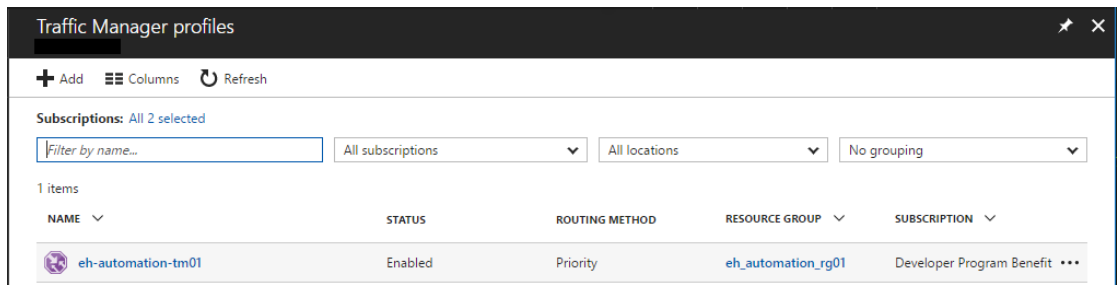 Traffic Manager profiles
Add Columns Refresh
Subscriptions: All 2 selected
Filter by name... All subscriptions All locations No grouping
1 items
NAME STATUS ROUTING METHOD RESOURCE GROUP SUBSCRIPTION
eh-automation-tm01 Enabled Priority eh_automation_rg01 Developer Program Benefit ...